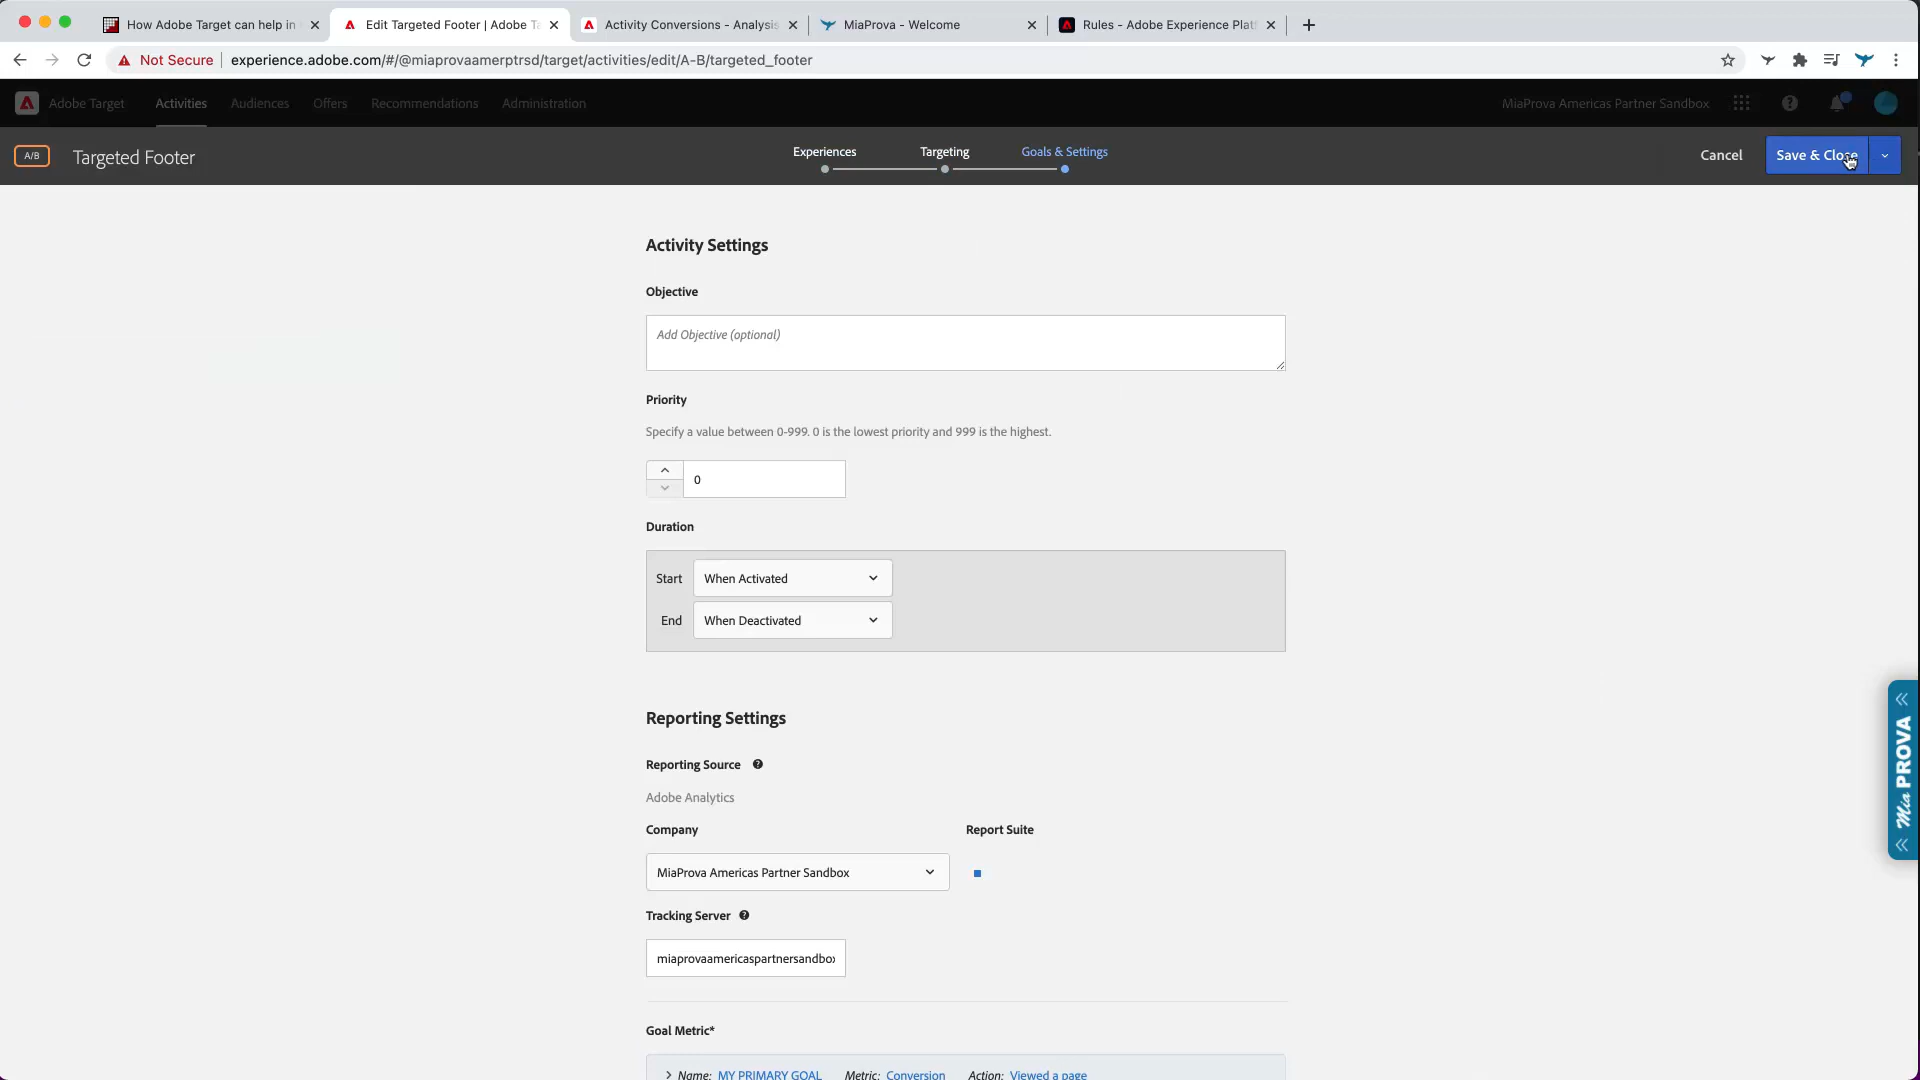 How Adobe Target can help in
Edit Targeted Footer | Adobe Ta
Activity Conversions - Analysis
MiaProva - Welcome
Rules - Adobe Experience Platf
Not Secure
experience.adobe.com/#/@miaprovaamerptrsd/target/activities/edit/A-B/targeted_footer
Adobe Target
Activities
Audiences
Offers
Recommendations
Administration
MiaProva Americas Partner Sandbox
A/B
Targeted Footer
Experiences
Targeting
Goals & Settings
Cancel
Save & Close
Activity Settings
Objective
Add Objective (optional)
Priority
Specify a value between 0-999. 0 is the lowest priority and 999 is the highest.
0
Duration
Start
When Activated
End
When Deactivated
Reporting Settings
Reporting Source
Adobe Analytics
Company
Report Suite
MiaProva Americas Partner Sandbox
Tracking Server
miaprovaamericaspartnersandbox
Goal Metric*
Name: MY PRIMARY GOAL Metric: Conversion Action: Viewed a page
Mia PROVA